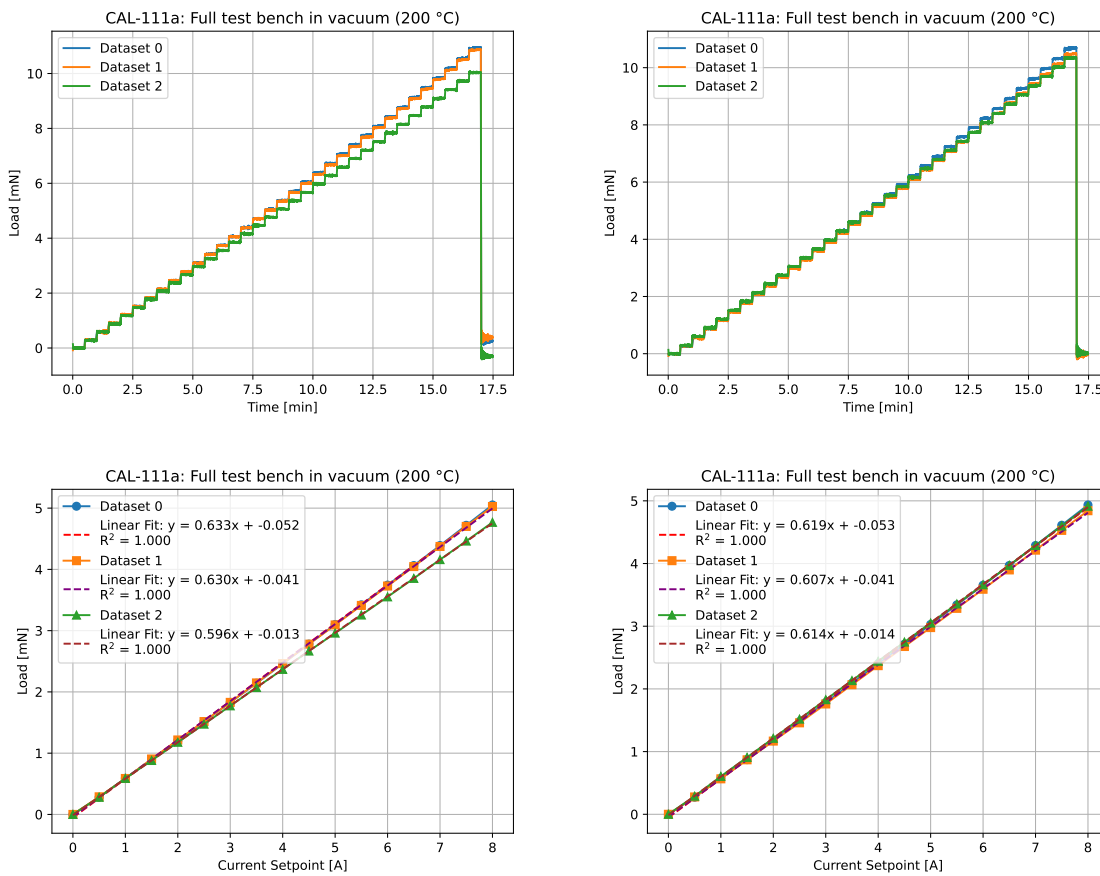 CAL-111a: Full test bench in vacuum (200 °C)
Dataset 0
Dataset 1
Dataset 2
10
8
6
4
2
0
Load [mN]
0.0 2.5 5.0 7.5 10.0 12.5 15.0 17.5
Time [min]
CAL-111a: Full test bench in vacuum (200 °C)
Dataset 0
Dataset 1
Dataset 2
10
8
6
4
2
0
Load [mN]
0.0 2.5 5.0 7.5 10.0 12.5 15.0 17.5
Time [min]
CAL-111a: Full test bench in vacuum (200 °C)
Dataset 0
Linear Fit: y = 0.633x + -0.052
R² = 1.000
Dataset 1
Linear Fit: y = 0.630x + -0.041
R² = 1.000
Dataset 2
Linear Fit: y = 0.596x + -0.013
R² = 1.000
5
4
3
2
1
0
Load [mN]
0 1 2 3 4 5 6 7 8
Current Setpoint [A]
CAL-111a: Full test bench in vacuum (200 °C)
Dataset 0
Linear Fit: y = 0.619x + -0.053
R² = 1.000
Dataset 1
Linear Fit: y = 0.607x + -0.041
R² = 1.000
Dataset 2
Linear Fit: y = 0.614x + -0.014
R² = 1.000
5
4
3
2
1
0
Load [mN]
0 1 2 3 4 5 6 7 8
Current Setpoint [A]